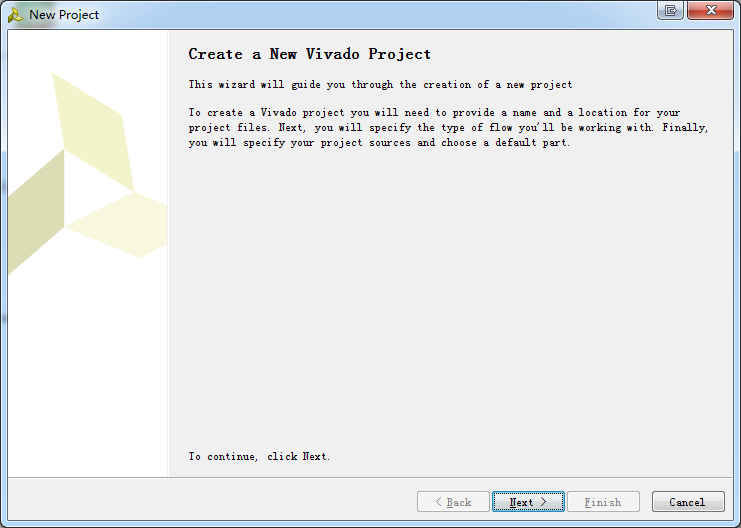 New Project
Create a New Vivado Project
This wizard will guide you through the creation of a new project
To create a Vivado project you will need to provide a name and a location for your
project files. Next, you will specify the type of flow you'll be working with. Finally,
you will specify your project sources and choose a default part.
To continue, click Next.
< Back
Next >
Finish
Cancel